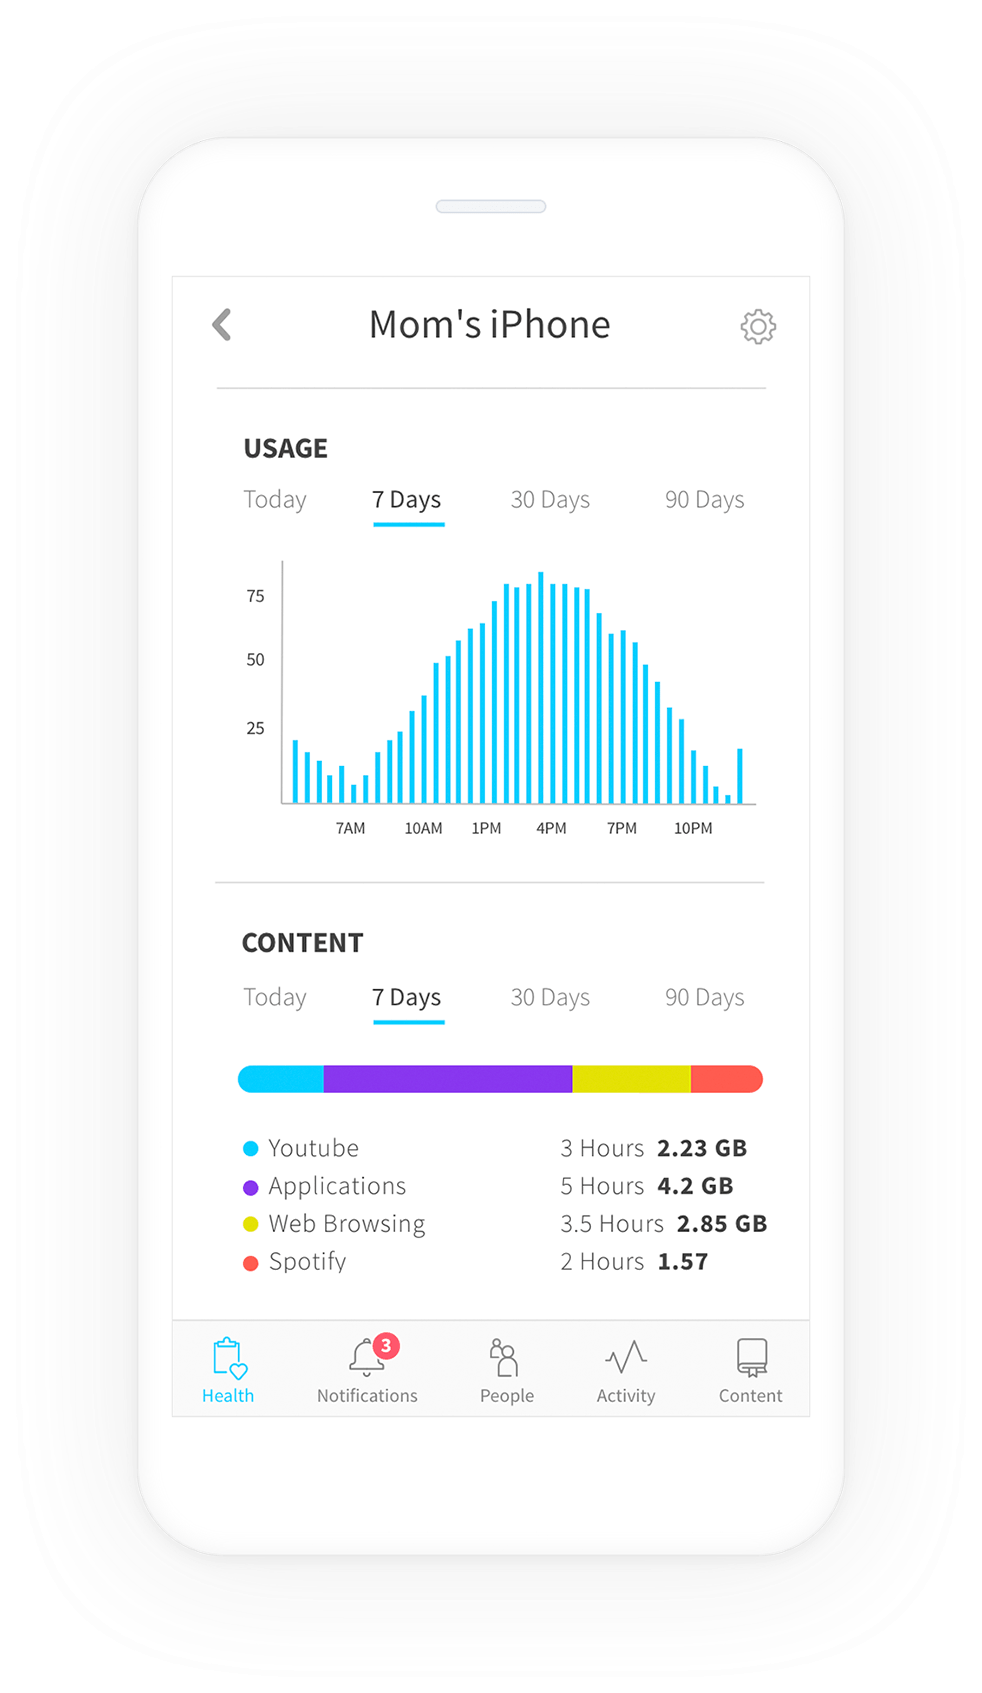 Mom's iPhone
USAGE
Today 7 Days 30 Days 90 Days
75
50
25
7AM 10AM 1PM 4PM 7PM 10PM
CONTENT
Today 7 Days 30 Days 90 Days
Youtube 3 Hours 2.23 GB
Applications 5 Hours 4.2 GB
Web Browsing 3.5 Hours 2.85 GB
Spotify 2 Hours 1.57
3
Health Notifications People Activity Content